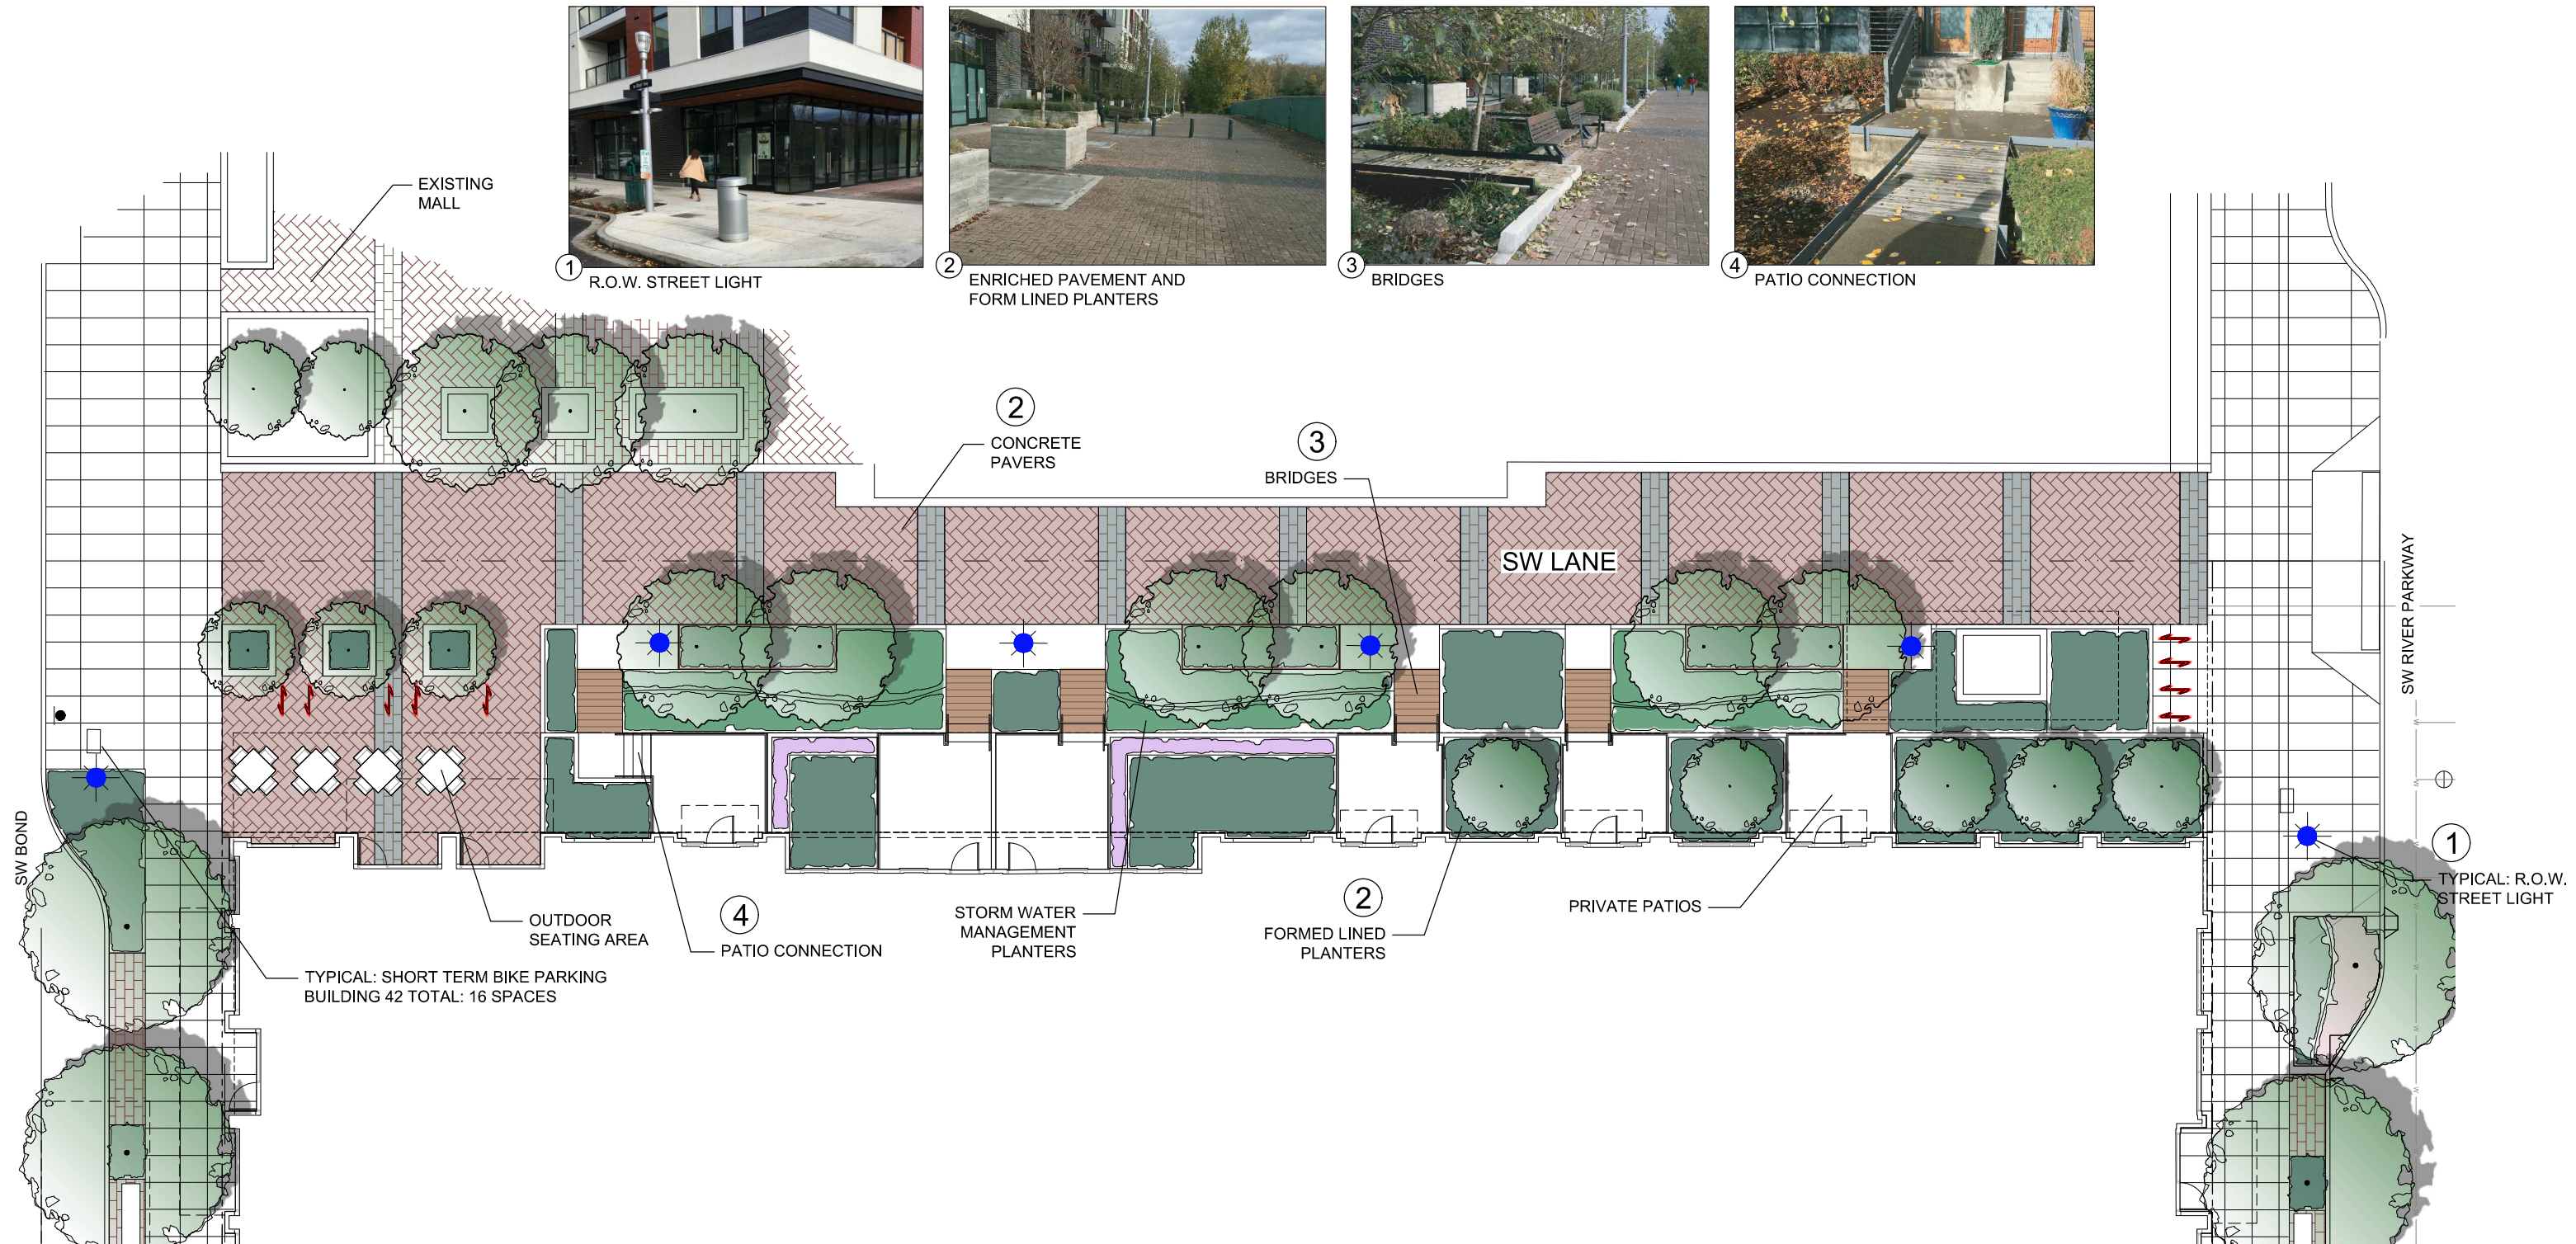 1
R.O.W. STREET LIGHT
2
ENRICHED PAVEMENT AND
FORM LINED PLANTERS
3
BRIDGES
4
PATIO CONNECTION
EXISTING
MALL
2
CONCRETE
PAVERS
3
BRIDGES
SW LANE
SW RIVER PARKWAY
SW BOND
OUTDOOR
SEATING AREA
TYPICAL: SHORT TERM BIKE PARKING
BUILDING 42 TOTAL: 16 SPACES
4
PATIO CONNECTION
STORM WATER
MANAGEMENT
PLANTERS
2
FORMED LINED
PLANTERS
PRIVATE PATIOS
1
TYPICAL: R.O.W.
STREET LIGHT